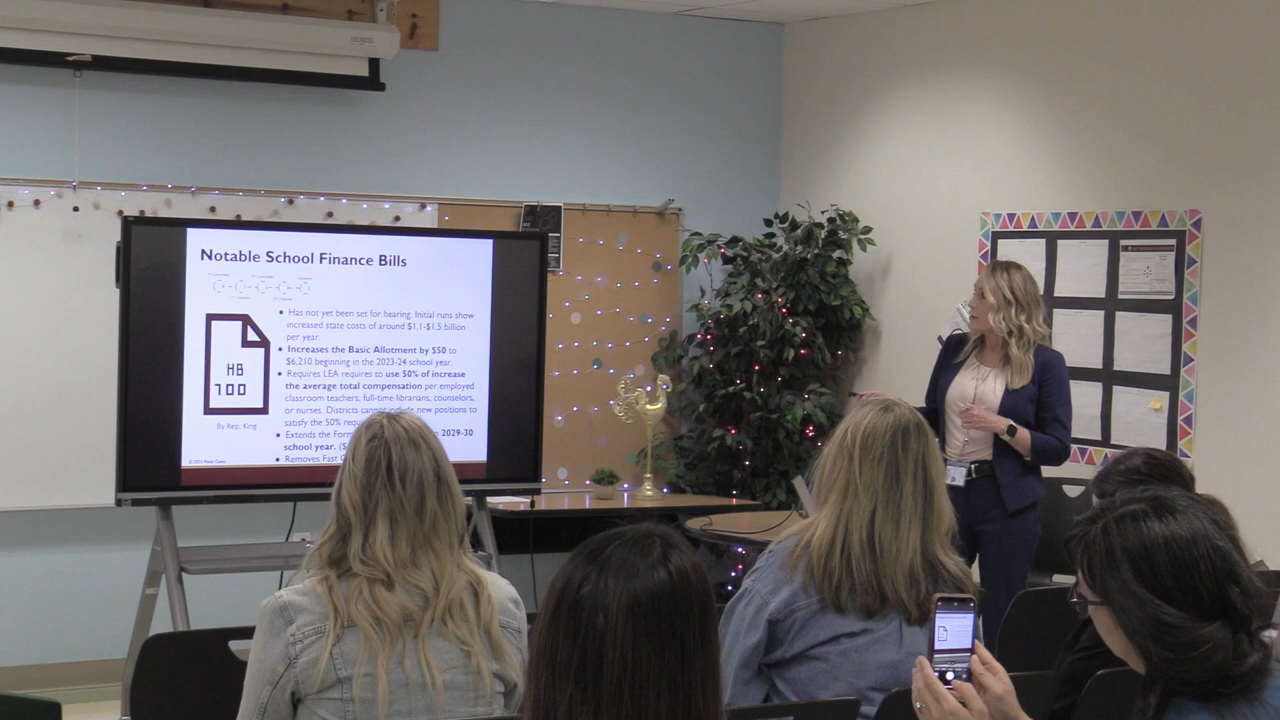 Notable School Finance Bills
• Has not yet been set for hearing. Initial runs show
increased state costs of around $1.1-$1.5 billion
per year.
• Increases the Basic Allotment by $50 to
$6,210 beginning in the 2023-24 school year.
• Requires LEA requires to use 50% of increase
the average total compensation per employed
classroom teachers, full-time librarians, counselors,
or nurses. Districts cannot include new positions to
satisfy the 50%
• Extends the 2029-30
school year.
• Removes Fast
HB
100
By Rep. King